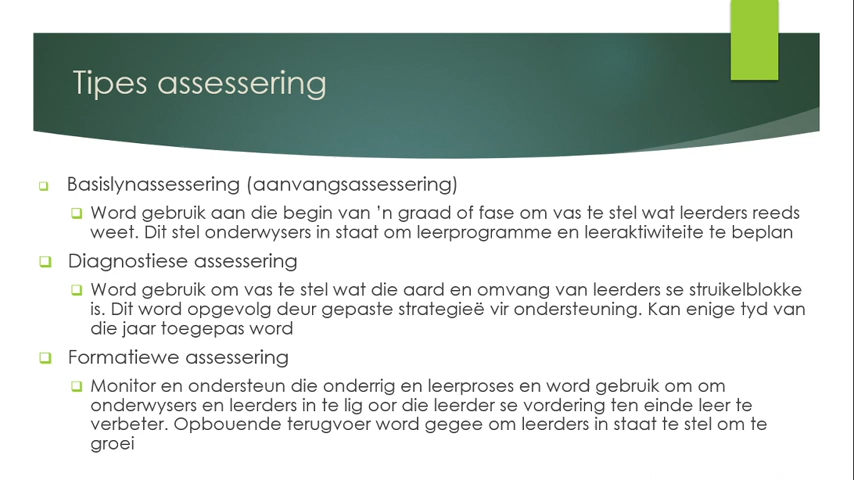 Tipes assessering
Basislynassessering (aanvangsassessering)
Word gebruik aan die begin van 'n graad of fase om vas te stel wat leerders reeds
weet. Dit stel onderwysers in staat om leerprogramme en leeraktiwiteite te beplan
Diagnostiese assessering
Word gebruik om vas te stel wat die aard en omvang van leerders se struikelblokke
is. Dit word opgevolg deur gepaste strategieë vir ondersteuning. Kan enige tyd van
die jaar toegepas word
Formatiewe assessering
Monitor en ondersteun die onderrig en leerproses en word gebruik om om
onderwysers en leerders in te lig oor die leerder se vordering ten einde leer te
verbeter. Opbouende terugvoer word gegee om leerders in staat te stel om te
groei